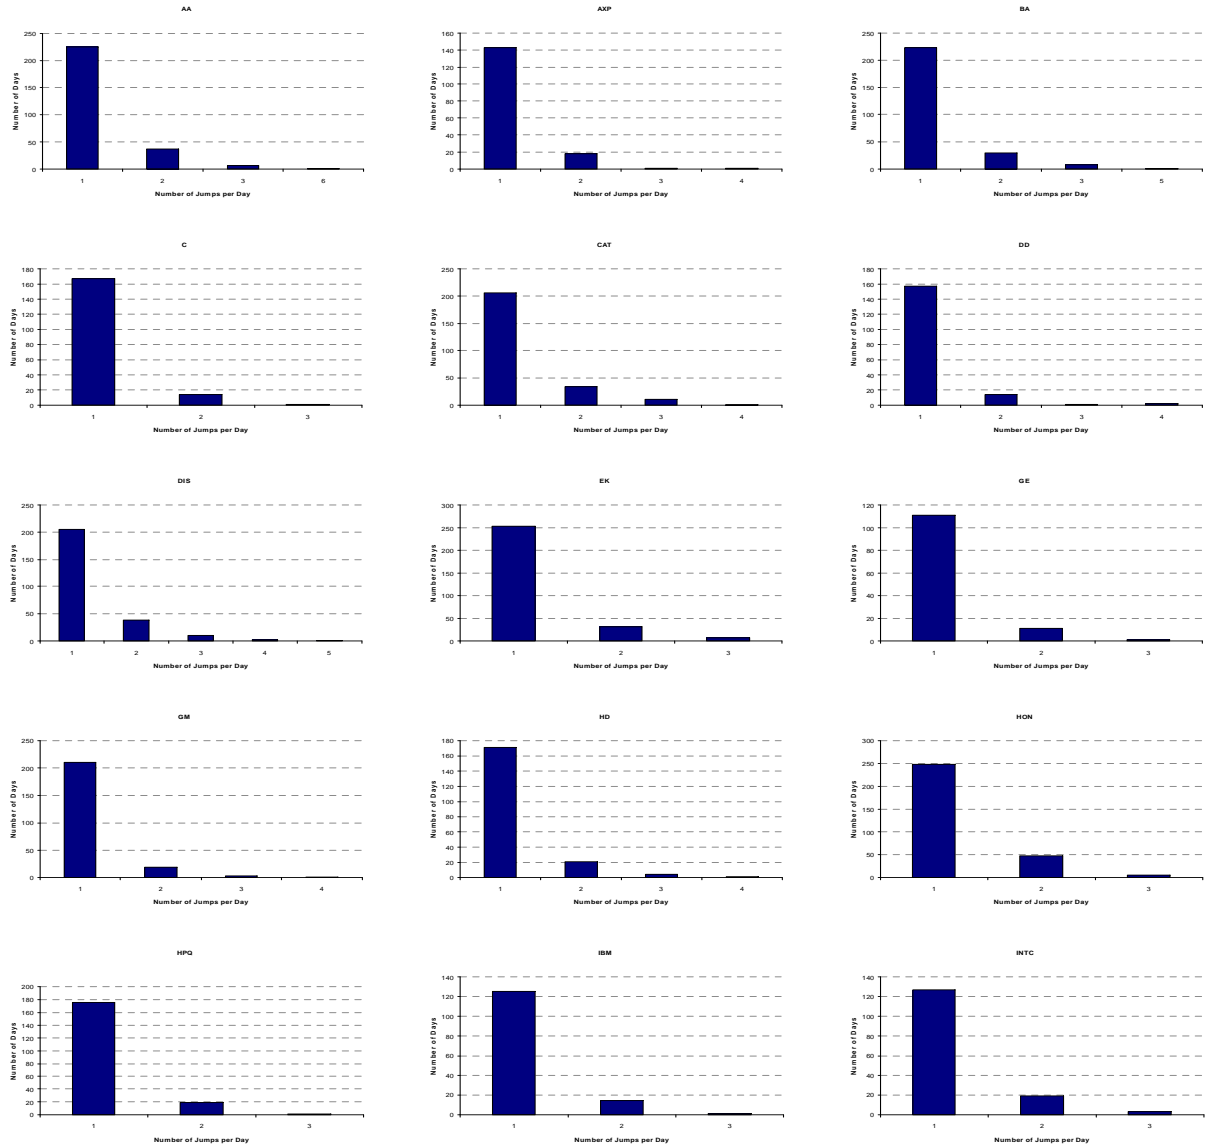 AA
250
200
150
100
50
0
Number of Days
1 2 3 6
Number of Jumps per Day
AXP
160
140
120
100
80
60
40
20
0
Number of Days
1 2 3 4
Number of Jumps per Day
BA
250
200
150
100
50
0
Number of Days
1 2 3 5
Number of Jumps per Day
C
180
160
140
120
100
80
60
40
20
0
Number of Days
1 2 3
Number of Jumps per Day
CAT
250
200
150
100
50
0
Number of Days
1 2 3 4
Number of Jumps per Day
DD
180
160
140
120
100
80
60
40
20
0
Number of Days
1 2 3 4
Number of Jumps per Day
DIS
250
200
150
100
50
0
Number of Days
1 2 3 4 5
Number of Jumps per Day
EK
300
250
200
150
100
50
0
Number of Days
1 2 3
Number of Jumps per Day
GE
120
100
80
60
40
20
0
Number of Days
1 2 3
Number of Jumps per Day
GM
250
200
150
100
50
0
Number of Days
1 2 3 4
Number of Jumps per Day
HD
180
160
140
120
100
80
60
40
20
0
Number of Days
1 2 3 4
Number of Jumps per Day
HON
300
250
200
150
100
50
0
Number of Days
1 2 3
Number of Jumps per Day
HPQ
200
180
160
140
120
100
80
60
40
20
0
Number of Days
1 2 3
Number of Jumps per Day
IBM
140
120
100
80
60
40
20
0
Number of Days
1 2 3
Number of Jumps per Day
INTC
140
120
100
80
60
40
20
0
Number of Days
1 2 3
Number of Jumps per Day